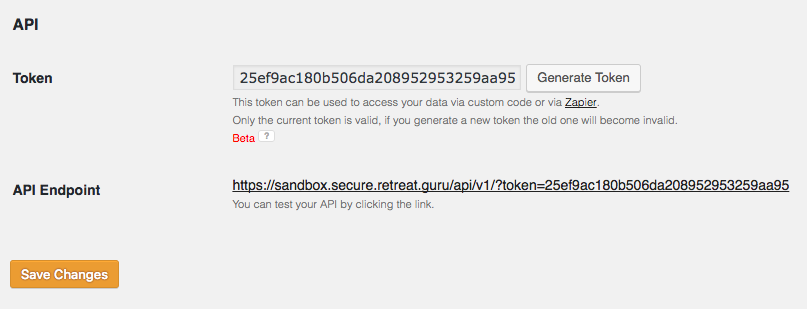 API
Token
25ef9ac180b506da208952953259aa95
Generate Token
This token can be used to access your data via custom code or via Zapier.
Only the current token is valid, if you generate a new token the old one will become invalid.
Beta ?
API Endpoint
https://sandbox.secure.retreat.guru/api/v1/?token=25ef9ac180b506da208952953259aa95
You can test your API by clicking the link.
Save Changes